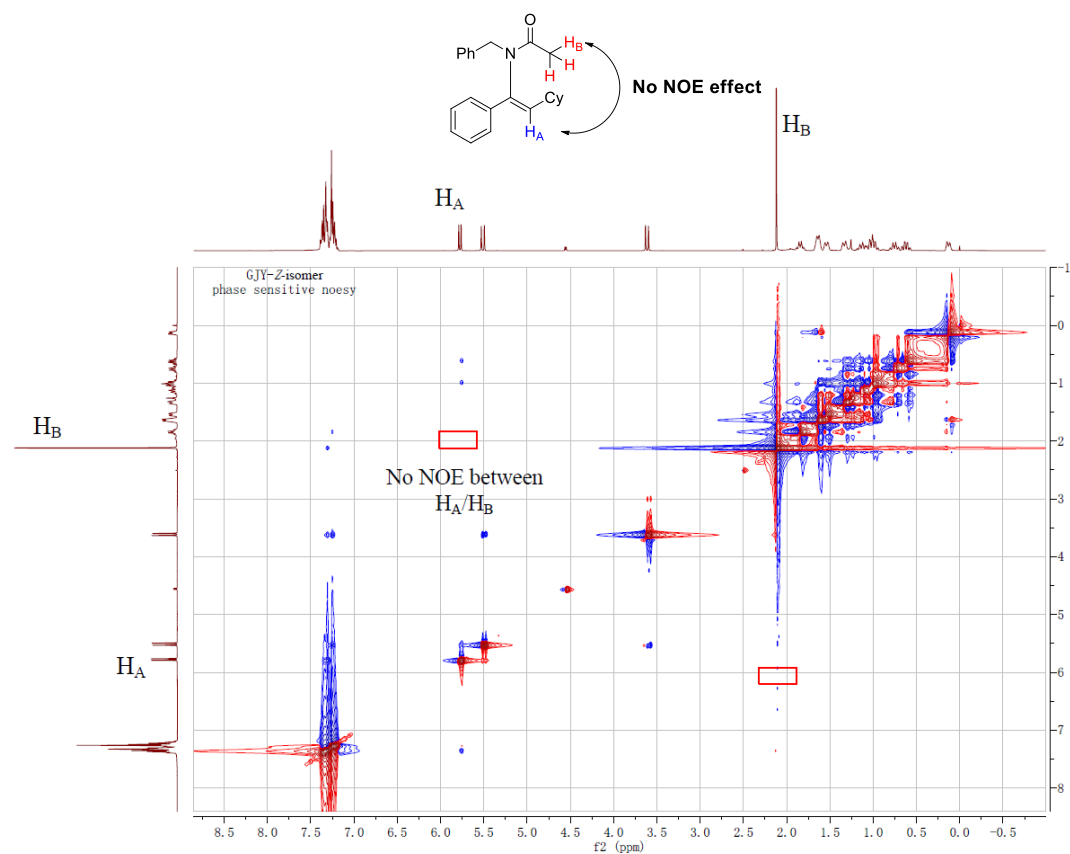 O
Ph
N
H_B
H
H
No NOE effect
Cy
H_A
H_B
H_A
GJY-Z-isomer
phase sensitive noesy
-1
0
1
H_B
2
No NOE between
H_A/H_B
3
4
5
H_A
6
7
8
8.5 8.0 7.5 7.0 6.5 6.0 5.5 5.0 4.5 4.0 3.5 3.0 2.5 2.0 1.5 1.0 0.5 0.0 -0.5
f2 (ppm)